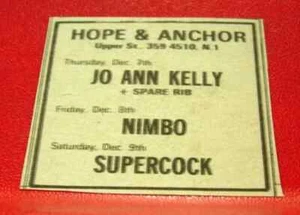 HOPE & ANCHOR
Upper St., 359 4510, N.1
Thursday, Dec. 7th:
JO ANN KELLY
+ SPARE RIB
Friday, Dec. 8th:
NIMBO
Saturday, Dec. 9th:
SUPERCOCK